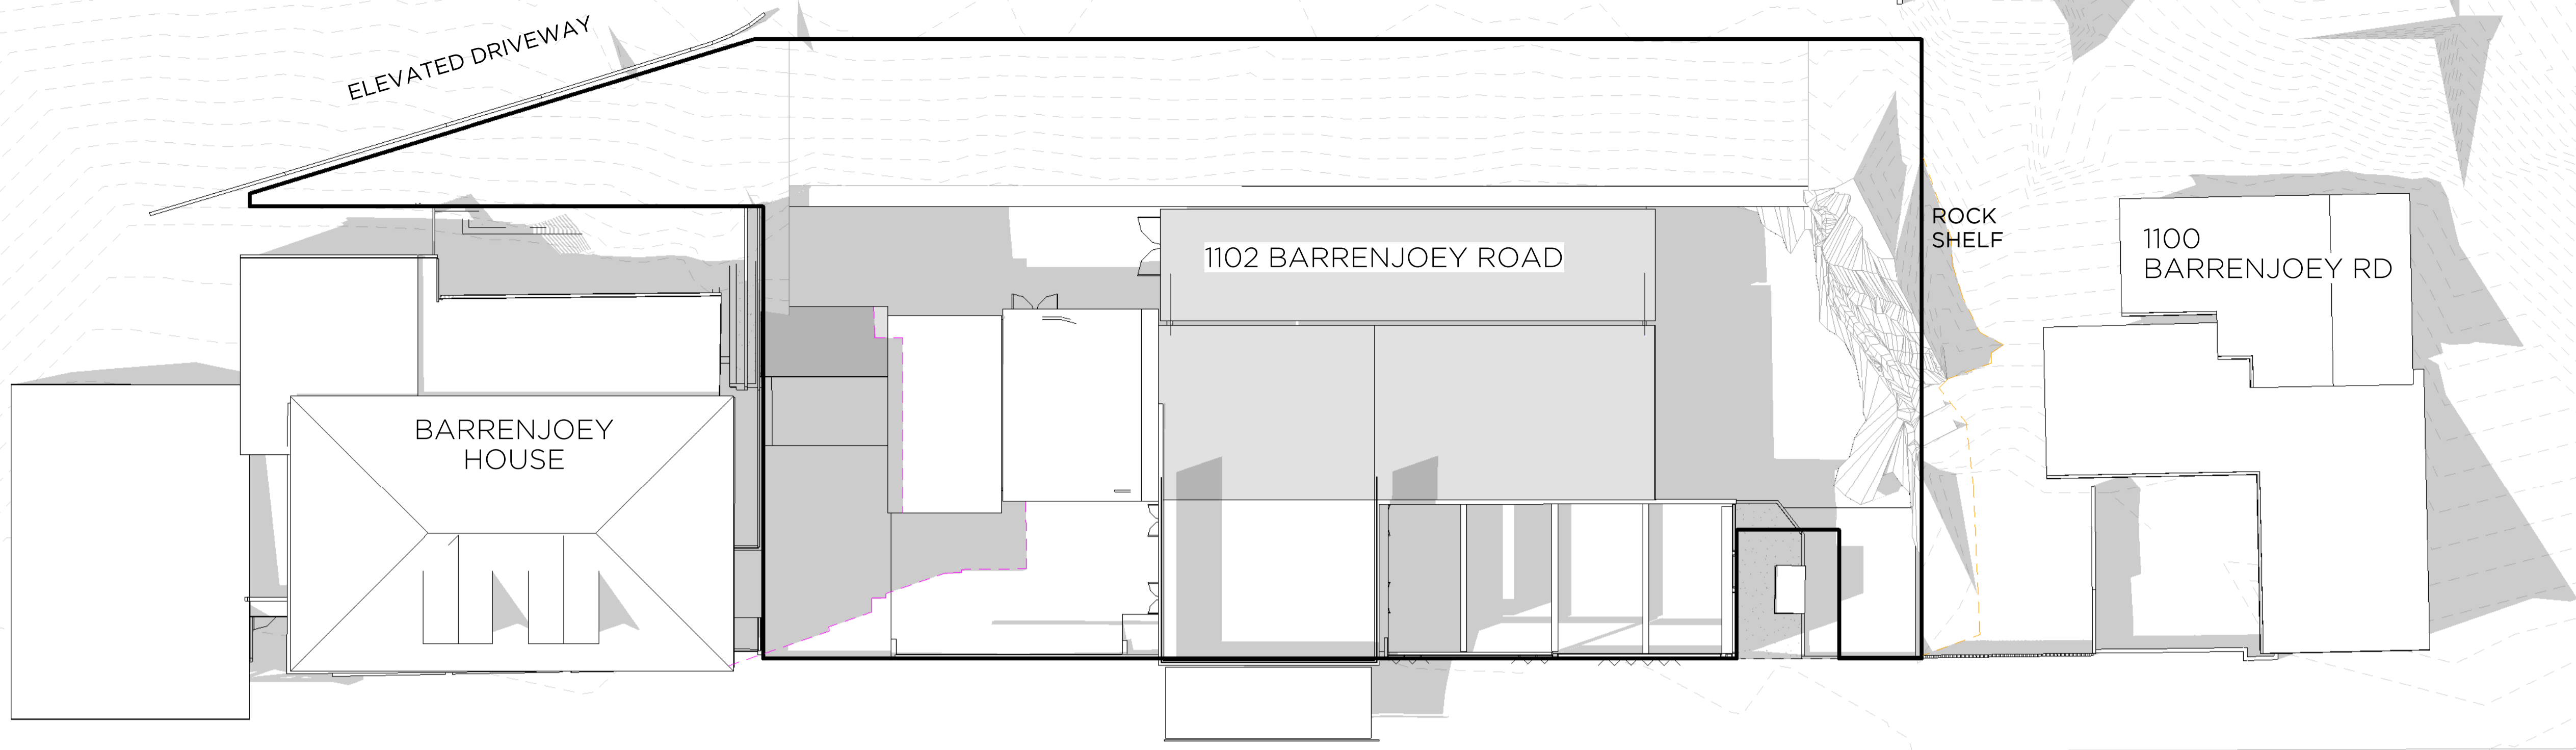 ELEVATED DRIVEWAY
ROCK
SHELF
1102 BARRENJOEY ROAD
1100
BARRENJOEY RD
BARRENJOEY
HOUSE